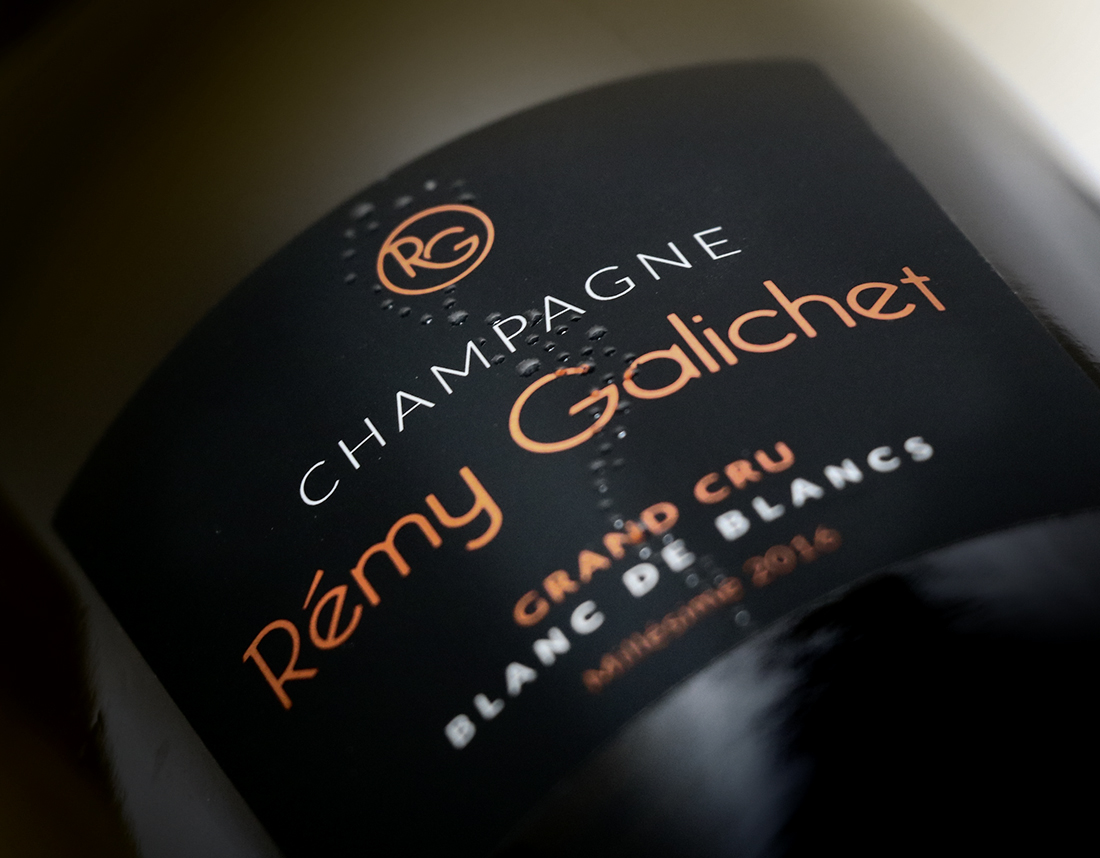 RG
CHAMPAGNE
Rémy Galichet
GRAND CRU
BLANC DE BLANCS
Millésime 2016